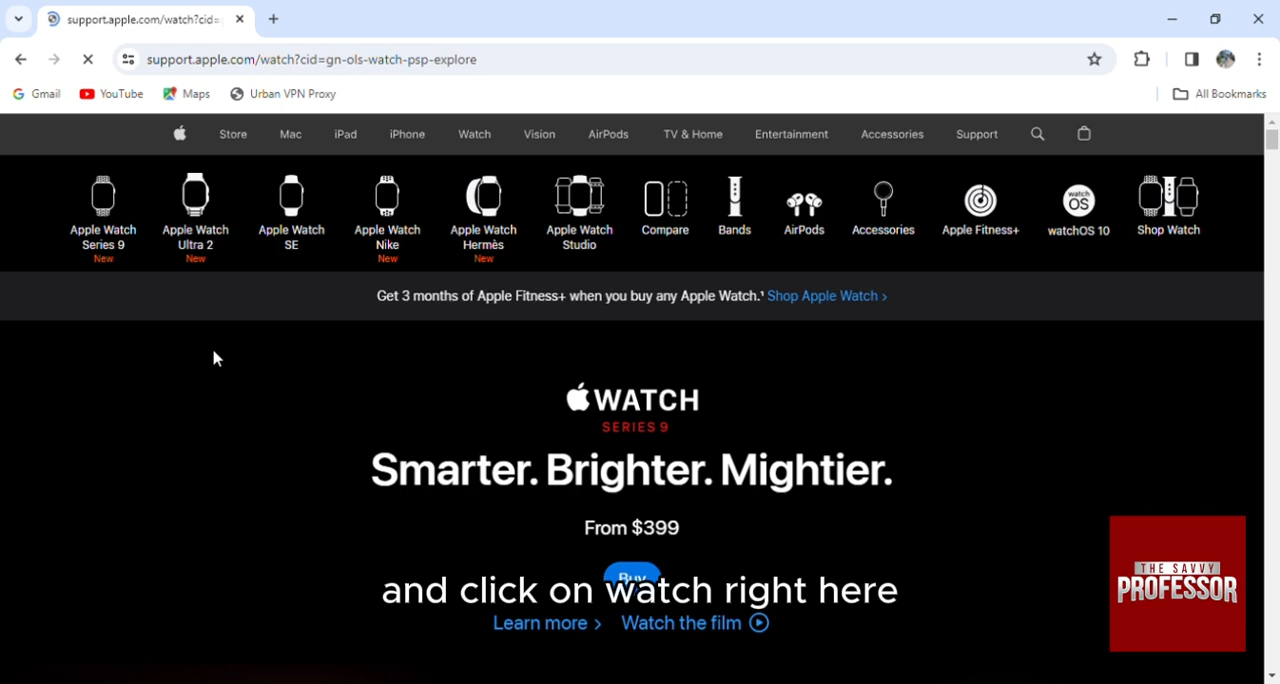 support.apple.com/watch?cid=
support.apple.com/watch?cid=gn-ols-watch-psp-explore
Gmail YouTube Maps Urban VPN Proxy All Bookmarks
Store Mac iPad iPhone Watch Vision AirPods TV & Home Entertainment Accessories Support
Apple Watch Series 9 New
Apple Watch Ultra 2 New
Apple Watch SE
Apple Watch Nike New
Apple Watch Hermès New
Apple Watch Studio
Compare
Bands
AirPods
Accessories
Apple Fitness+
watch OS
watchOS 10
Shop Watch
Get 3 months of Apple Fitness+ when you buy any Apple Watch.¹ Shop Apple Watch >
WATCH
SERIES 9
Smarter. Brighter. Mightier.
From $399
Buy
and click on watch right here
Learn more > Watch the film
THE SAVVY
PROFESSOR